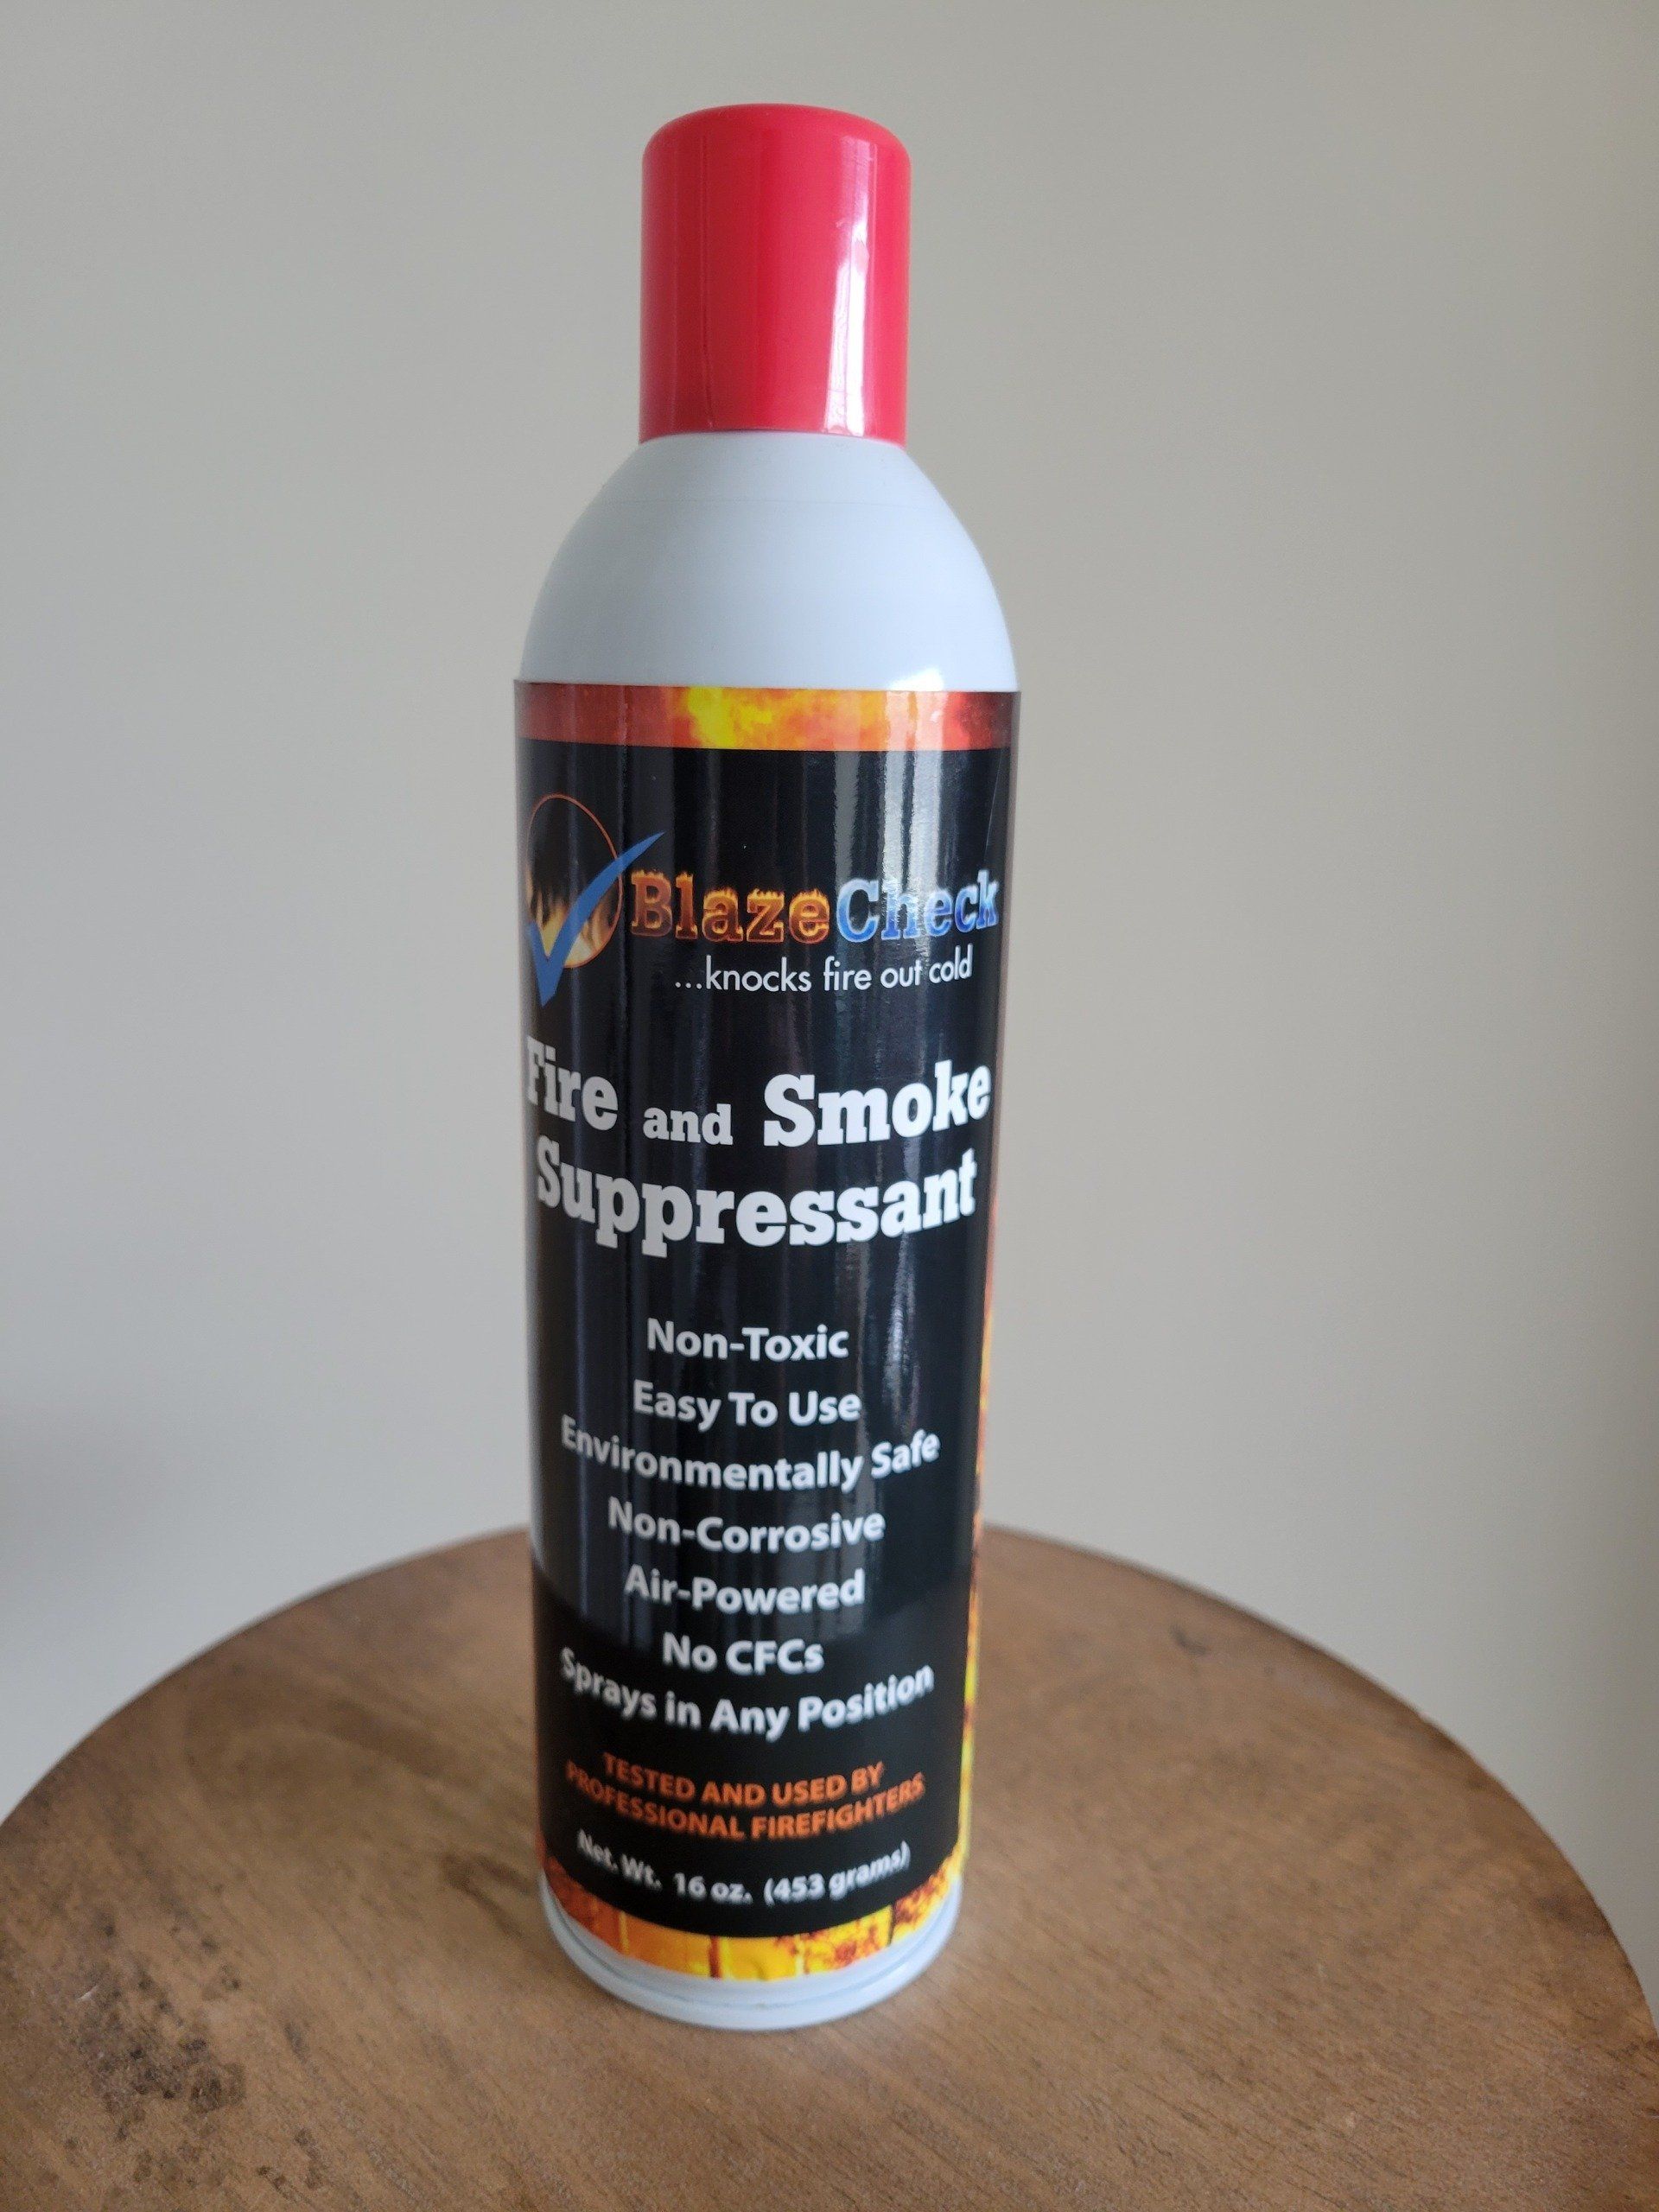 BlazeCheck
...knocks fire out cold
Fire and Smoke
Suppressant
Non-Toxic
Easy To Use
Environmentally Safe
Non-Corrosive
Air-Powered
No CFCs
Sprays in Any Position
TESTED AND USED BY
PROFESSIONAL FIREFIGHTERS
Net. Wt. 16 oz. (453 grams)